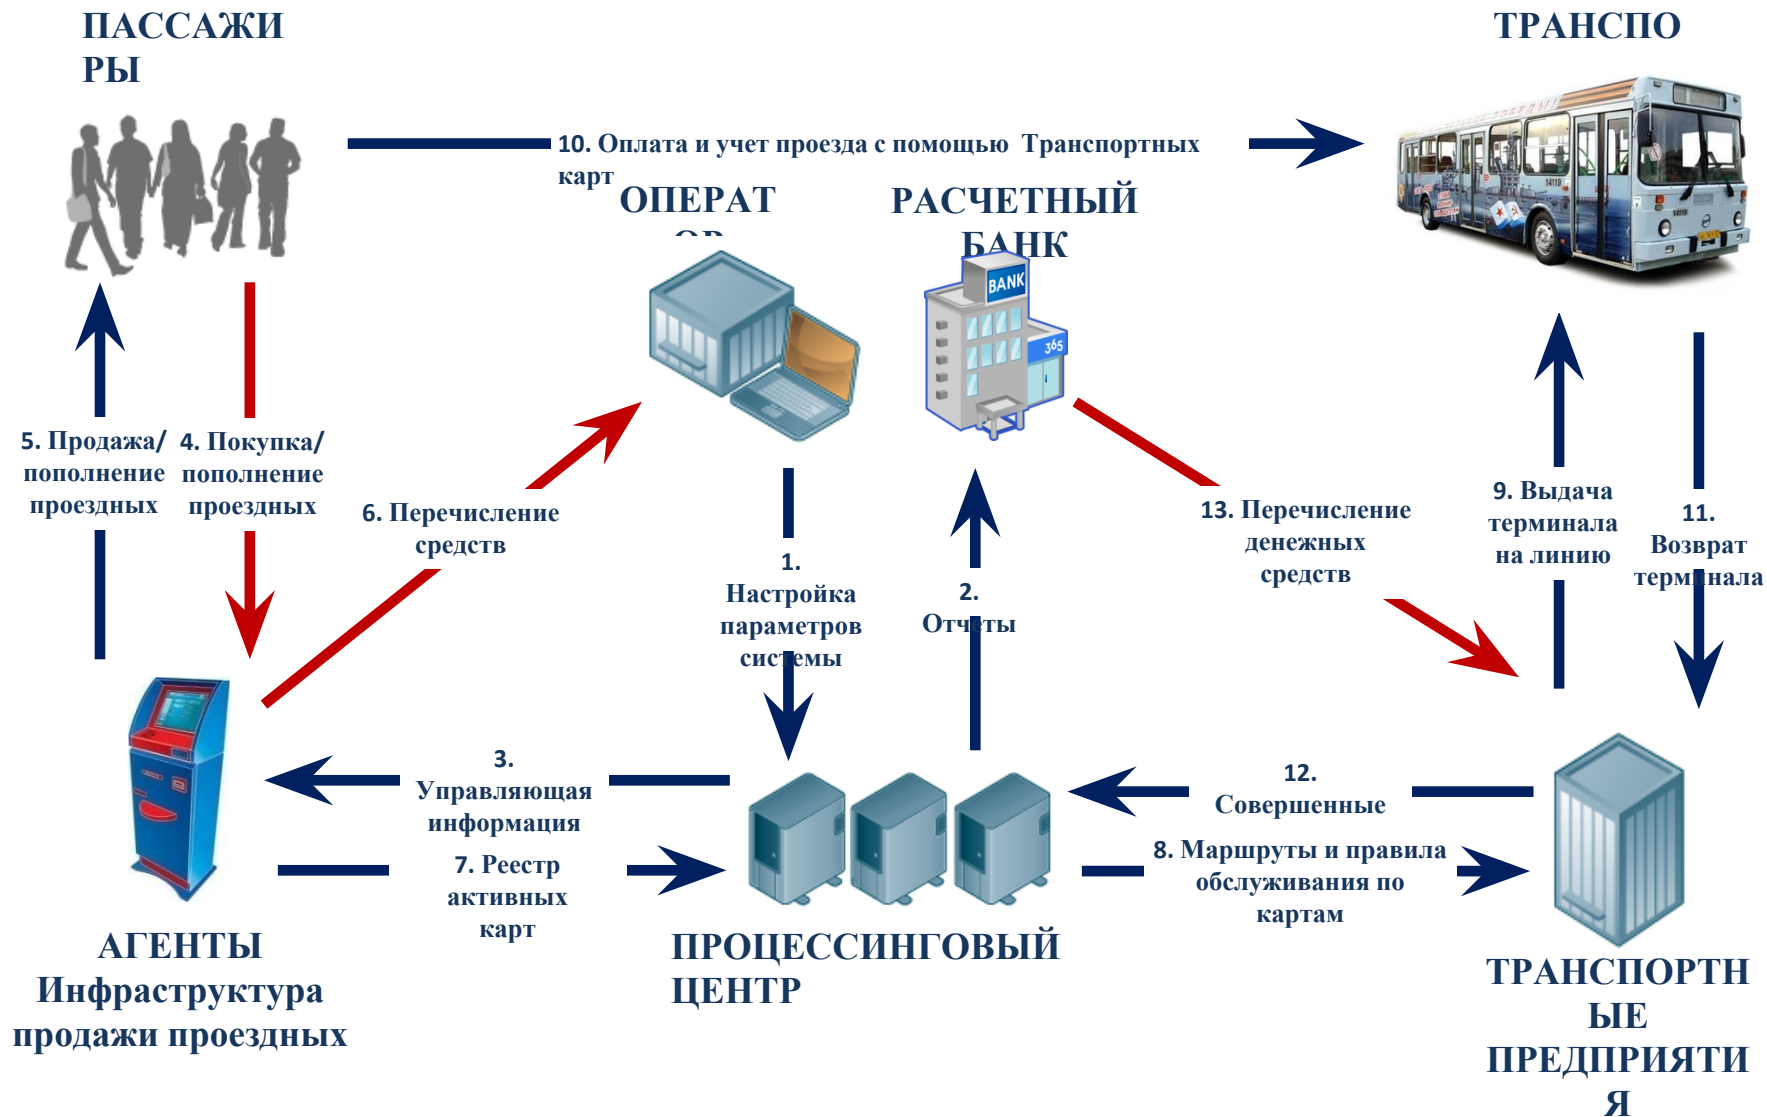 ПАССАЖИ
РЫ
ТРАНСПО
10. Оплата и учет проезда с помощью Транспортных
карт
ОПЕРАТ
ОР
РАСЧЕТНЫЙ
БАНК
BANK
365
14119
14119
5. Продажа/
пополнение
проездных
4. Покупка/
пополнение
проездных
6. Перечисление
средств
1.
Настройка
параметров
системы
2.
Отчеты
13. Перечисление
денежных
средств
9. Выдача
терминала
на линию
11.
Возврат
терминала
3.
Управляющая
информация
7. Реестр
активных
карт
12.
Совершенные
8. Маршруты и правила
обслуживания по
картам
АГЕНТЫ
Инфраструктура
продажи проездных
ПРОЦЕССИНГОВЫЙ
ЦЕНТР
ТРАНСПОРТН
ЫЕ
ПРЕДПРИЯТИ
Я